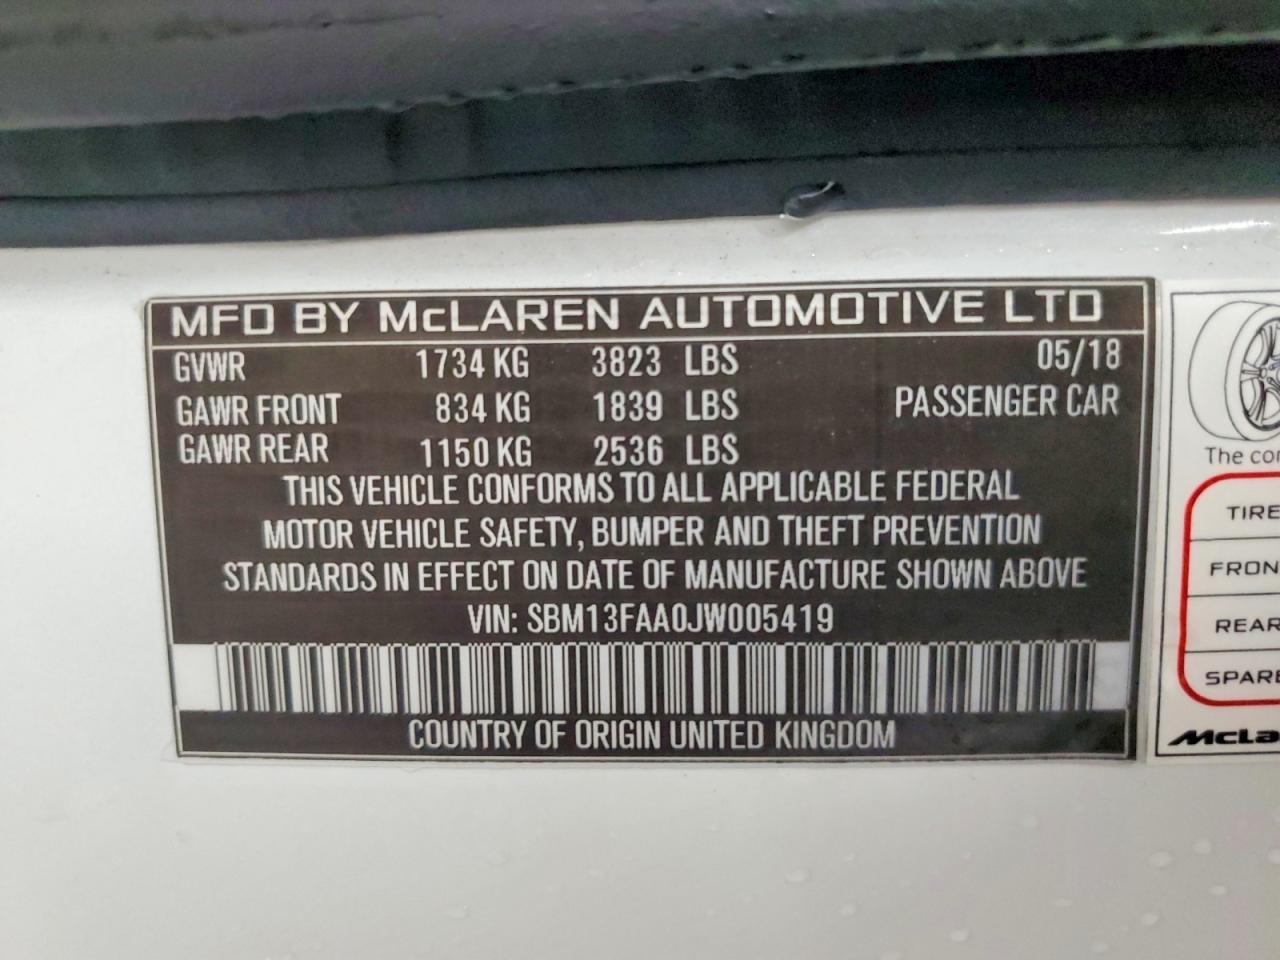 MFD BY McLAREN AUTOMOTIVE LTD
GVWR 1734 KG 3823 LBS 05/18
GAWR FRONT 834 KG 1839 LBS PASSENGER CAR
GAWR REAR 1150 KG 2536 LBS
THIS VEHICLE CONFORMS TO ALL APPLICABLE FEDERAL
MOTOR VEHICLE SAFETY, BUMPER AND THEFT PREVENTION
STANDARDS IN EFFECT ON DATE OF MANUFACTURE SHOWN ABOVE
VIN: SBM13FAA0JW005419
COUNTRY OF ORIGIN UNITED KINGDOM
The
TIRE
FRON
REAR
SPARE
McLa